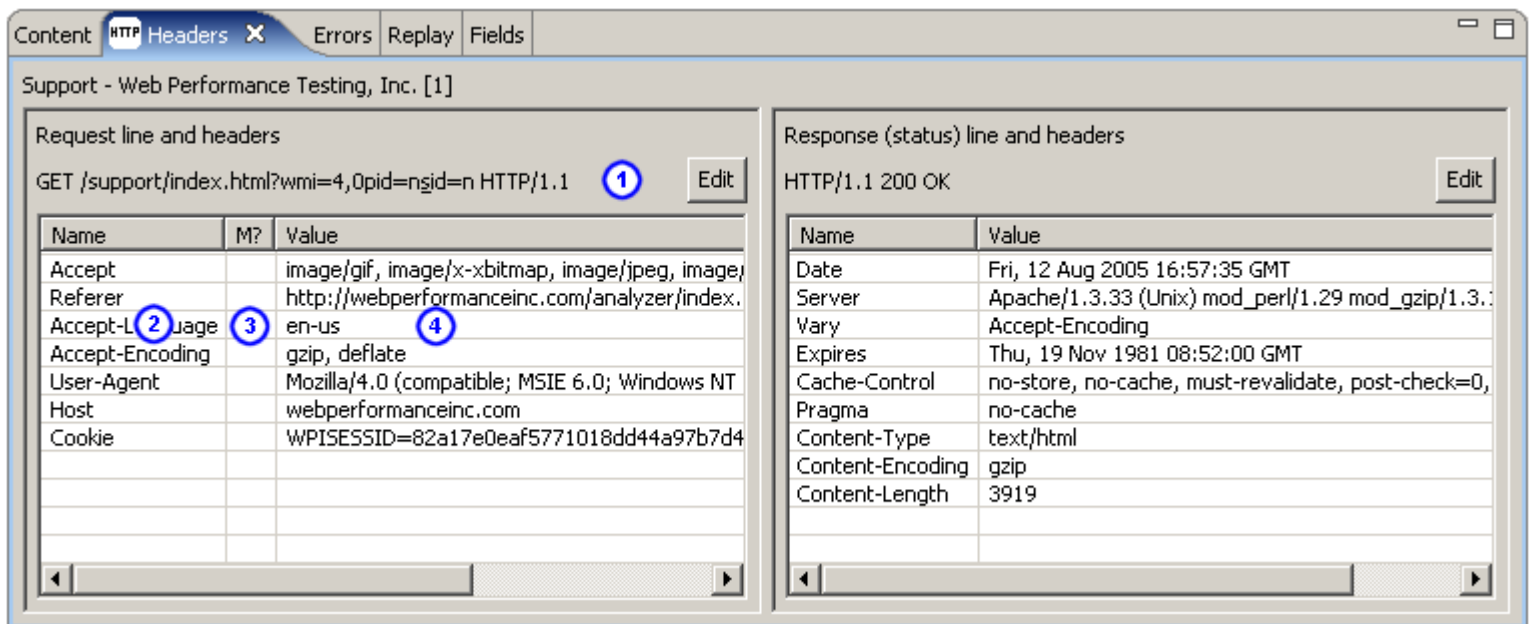 Content HTTP Headers Errors Replay Fields
Support - Web Performance Testing, Inc. [1]
Request line and headers
GET /support/index.html?wmi=4,0pid=nsid=n HTTP/1.1 1 Edit
Name M? Value
Accept image/gif, image/x-xbitmap, image/jpeg, image/
Referer http://webperformanceinc.com/analyzer/index.
Accept-L 2 uage 3 en-us 4
Accept-Encoding gzip, deflate
User-Agent Mozilla/4.0 (compatible; MSIE 6.0; Windows NT
Host webperformanceinc.com
Cookie WPISESSID=82a17e0eaf5771018dd44a97b7d4
Response (status) line and headers
HTTP/1.1 200 OK Edit
Name Value
Date Fri, 12 Aug 2005 16:57:35 GMT
Server Apache/1.3.33 (Unix) mod_perl/1.29 mod_gzip/1.3.
Vary Accept-Encoding
Expires Thu, 19 Nov 1981 08:52:00 GMT
Cache-Control no-store, no-cache, must-revalidate, post-check=0,
Pragma no-cache
Content-Type text/html
Content-Encoding gzip
Content-Length 3919